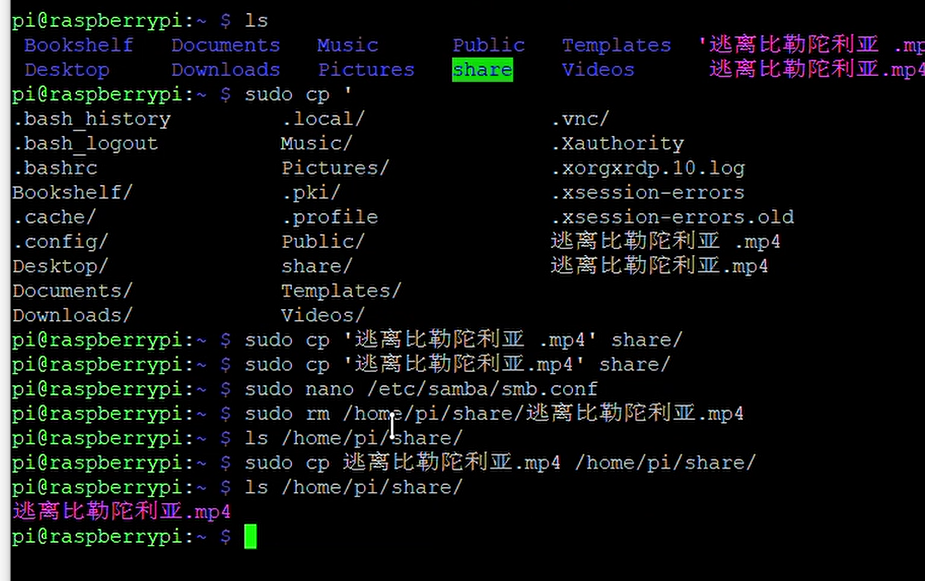 pi@raspberrypi:~ $ ls
Bookshelf Documents Music Public Templates '逃离比勒陀利亚 .mp
Desktop Downloads Pictures share Videos 逃离比勒陀利亚.mp4
pi@raspberrypi:~ $ sudo cp '
.bash_history .local/ .vnc/
.bash_logout Music/ .Xauthority
.bashrc Pictures/ .xorgxrdp.10.log
Bookshelf/ .pki/ .xsession-errors
.cache/ .profile .xsession-errors.old
.config/ Public/ 逃离比勒陀利亚 .mp4
Desktop/ share/ 逃离比勒陀利亚.mp4
Documents/ Templates/
Downloads/ Videos/
pi@raspberrypi:~ $ sudo cp '逃离比勒陀利亚 .mp4' share/
pi@raspberrypi:~ $ sudo cp '逃离比勒陀利亚.mp4' share/
pi@raspberrypi:~ $ sudo nano /etc/samba/smb.conf
pi@raspberrypi:~ $ sudo rm /home/pi/share/逃离比勒陀利亚.mp4
pi@raspberrypi:~ $ ls /home/pi/share/
pi@raspberrypi:~ $ sudo cp 逃离比勒陀利亚.mp4 /home/pi/share/
pi@raspberrypi:~ $ ls /home/pi/share/
逃离比勒陀利亚.mp4
pi@raspberrypi:~ $